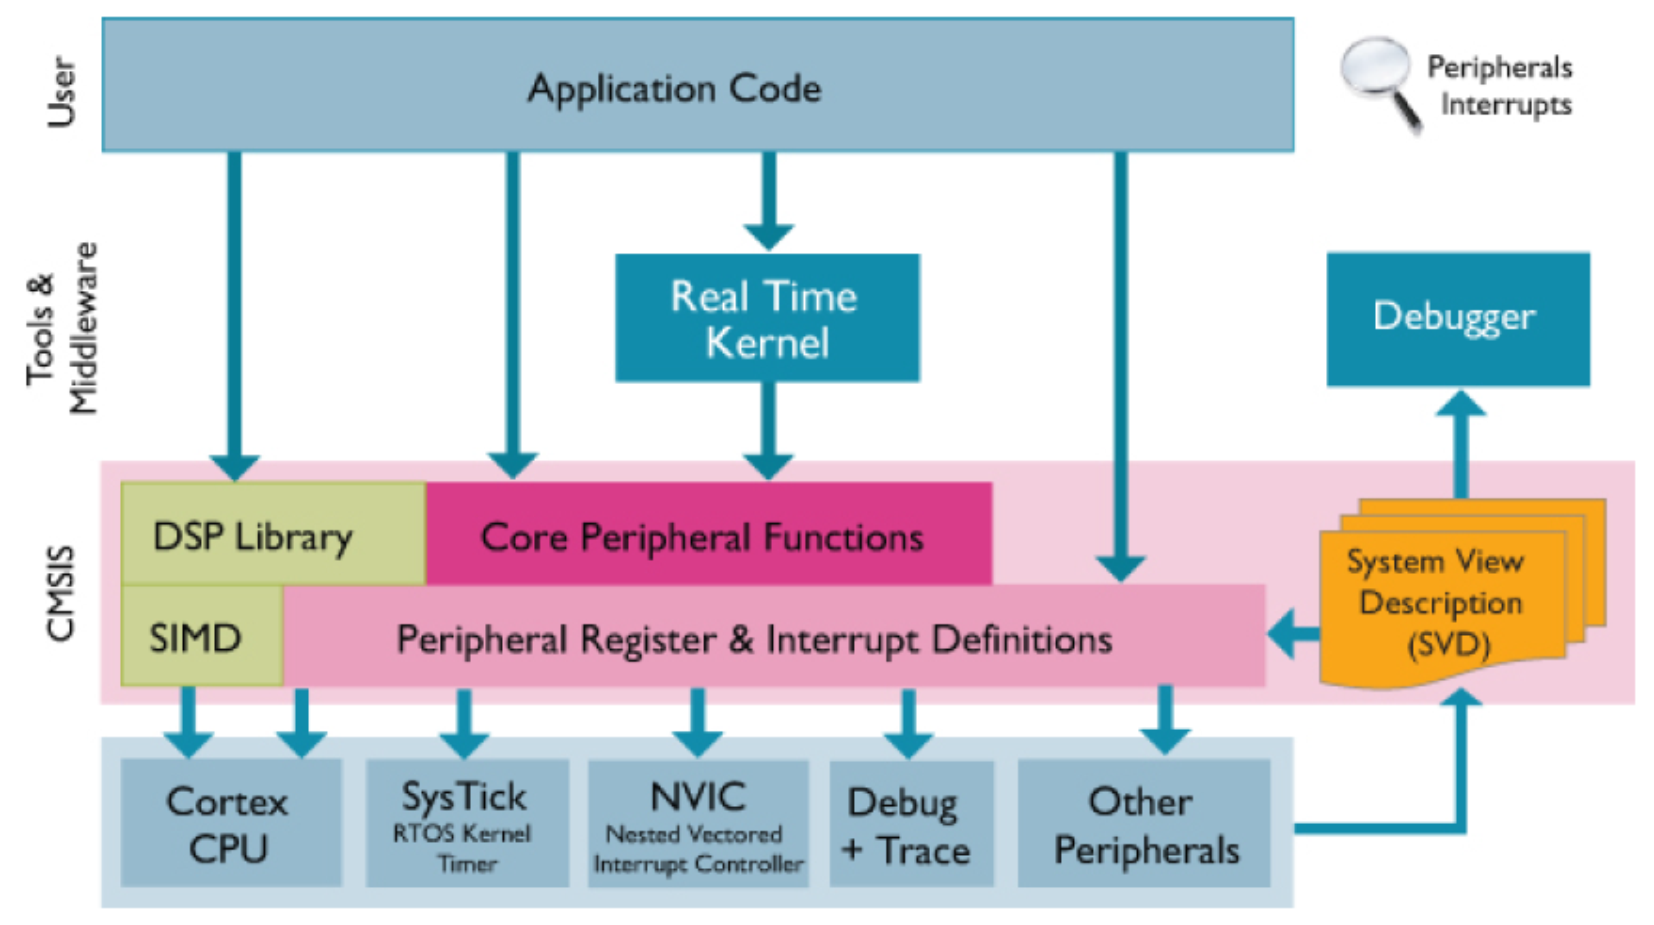 User
Application Code
Peripherals
Interrupts
Tools &
Middleware
Real Time
Kernel
Debugger
CMSIS
DSP Library
Core Peripheral Functions
SIMD
Peripheral Register & Interrupt Definitions
System View
Description
(SVD)
Cortex
CPU
SysTick
RTOS Kernel
Timer
NVIC
Nested Vectored
Interrupt Controller
Debug
+ Trace
Other
Peripherals